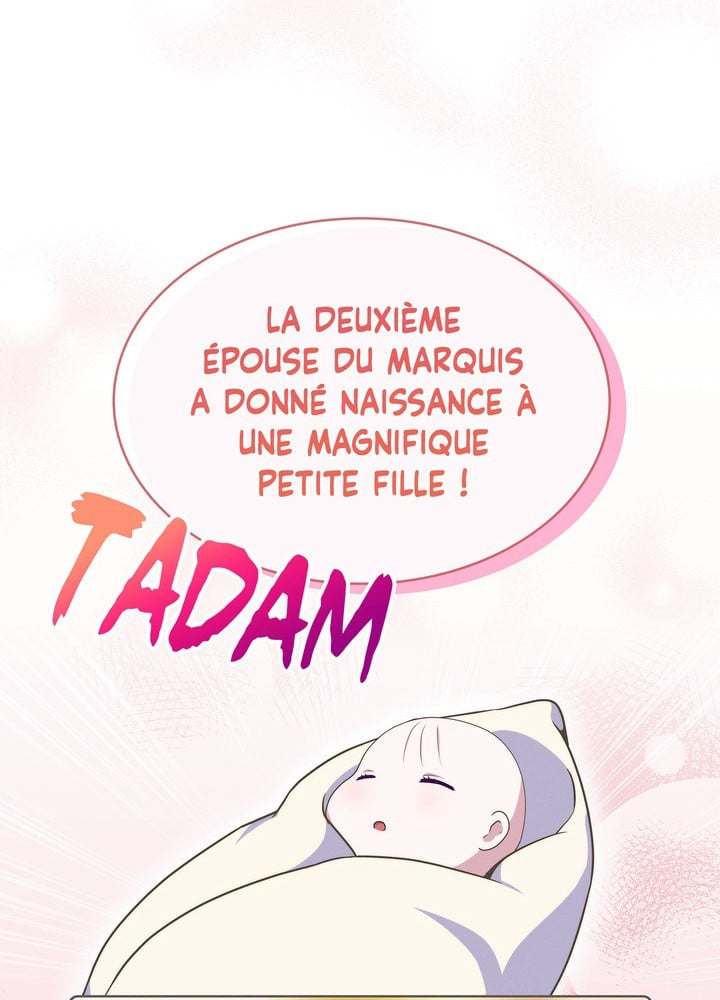 LA DEUXIÈME
ÉPOUSE DU MARQUIS
A DONNÉ NAISSANCE À
UNE MAGNIFIQUE
PETITE FILLE !
TADAM